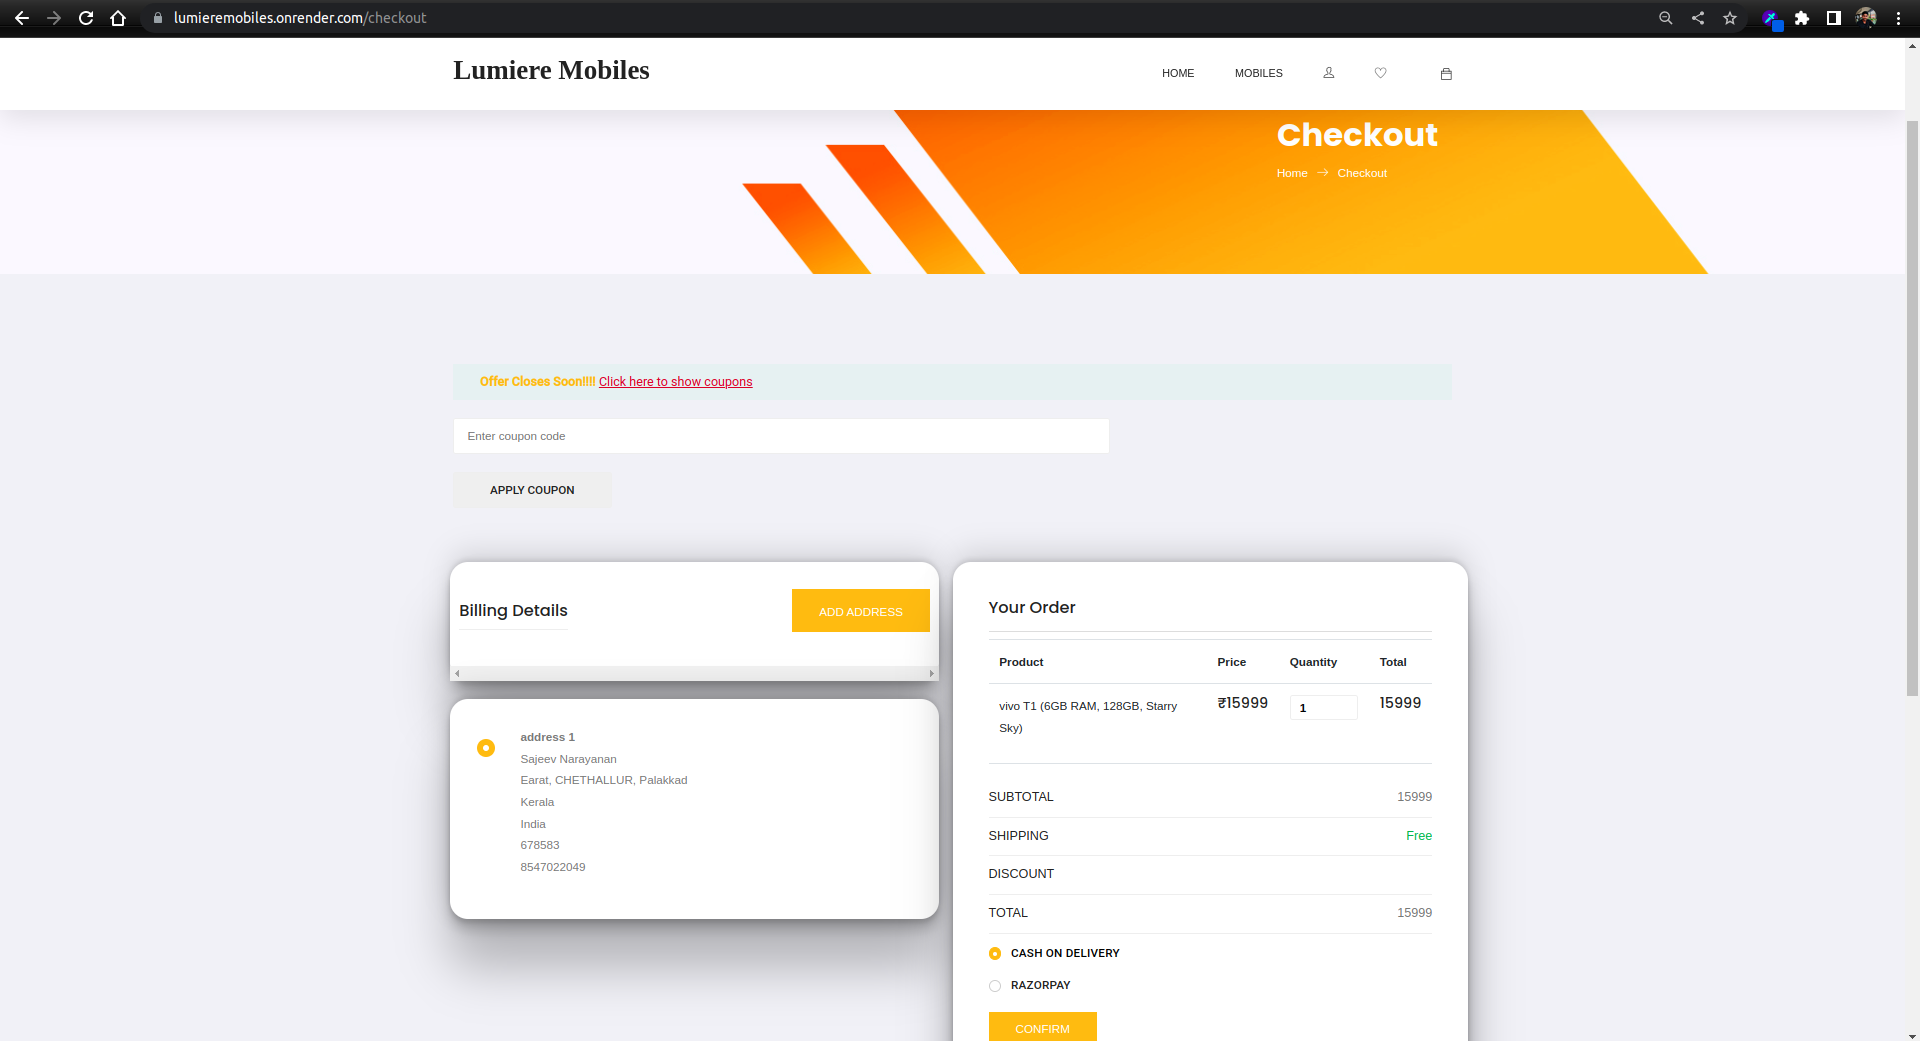 lumieremobiles.onrender.com/checkout
Lumiere Mobiles
HOME
MOBILES
Checkout
Home → Checkout
Offer Closes Soon!!!! Click here to show coupons
Enter coupon code
APPLY COUPON
Billing Details
ADD ADDRESS
address 1
Sajeev Narayanan
Earat, CHETHALLUR, Palakkad
Kerala
India
678583
8547022049
Your Order
Product Price Quantity Total
vivo T1 (6GB RAM, 128GB, Starry
Sky)
₹15999 1 15999
SUBTOTAL 15999
SHIPPING Free
DISCOUNT
TOTAL 15999
CASH ON DELIVERY
RAZORPAY
CONFIRM